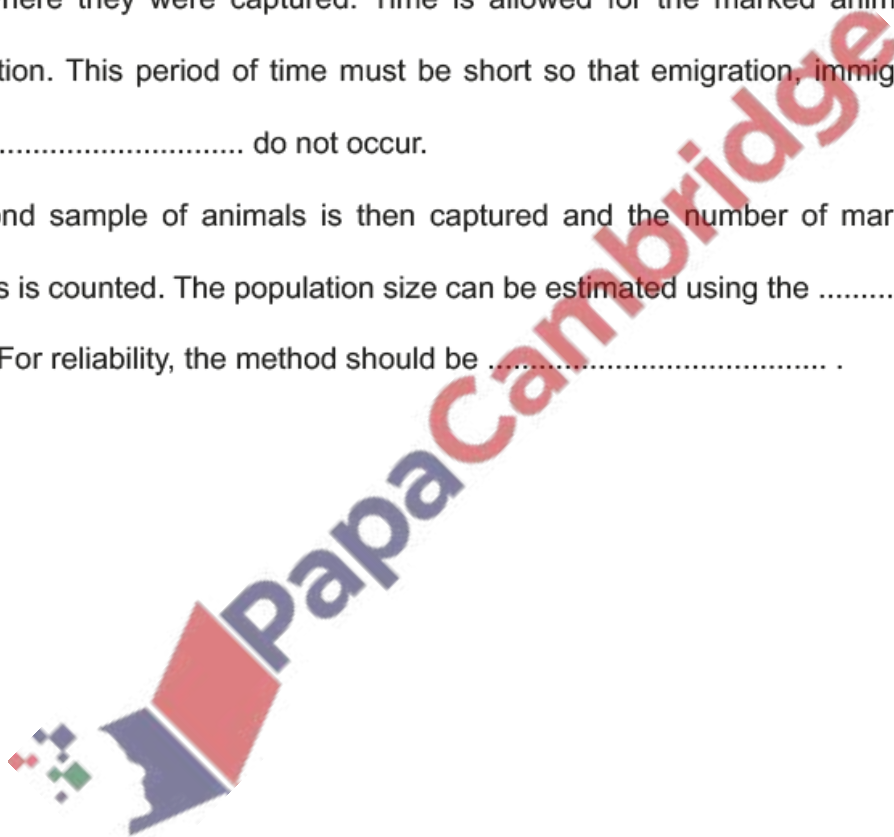 here they were captured. Time is allowed for the marked anim
tion. This period of time must be short so that emigration, immig
............................. do not occur.
nd sample of animals is then captured and the number of mar
s is counted. The population size can be estimated using the .........
For reliability, the method should be ......................................... .
PapaCambridge